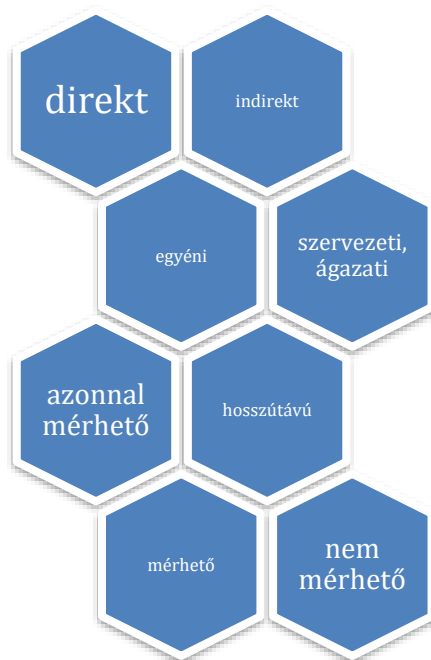 direkt
indirekt
egyéni
szervezeti,
ágazati
azonnal
mérhető
hosszútávú
mérhető
nem
mérhető